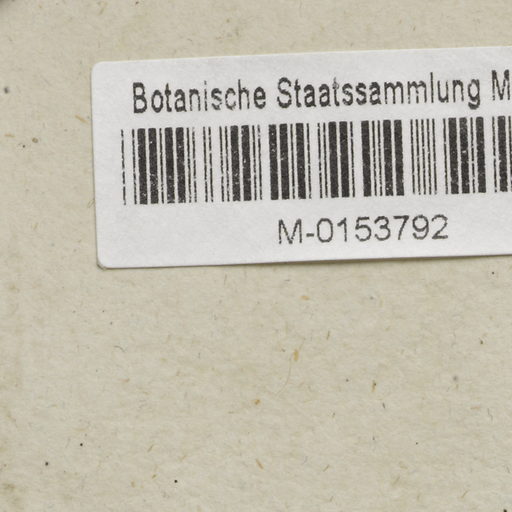 Botanische Staatssammlung M
M-0153792